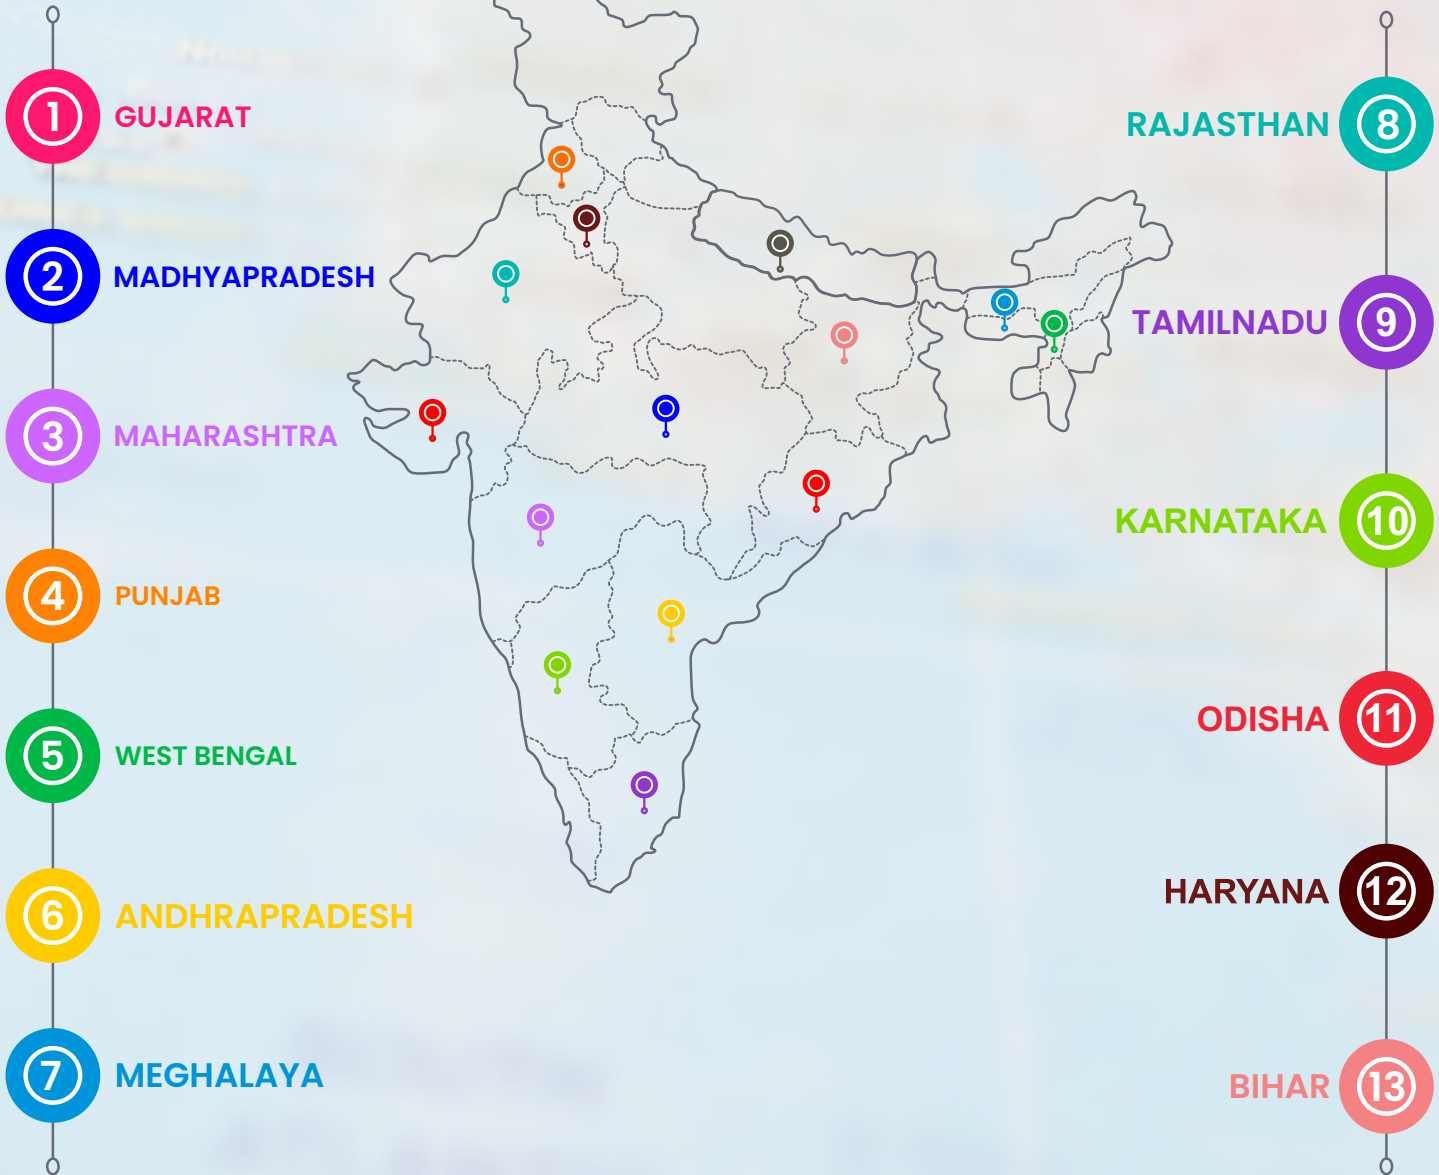 1 GUJARAT
2 MADHYAPRADESH
3 MAHARASHTRA
4 PUNJAB
5 WEST BENGAL
6 ANDHRAPRADESH
7 MEGHALAYA
RAJASTHAN 8
TAMILNADU 9
KARNATAKA 10
ODISHA 11
HARYANA 12
BIHAR 13